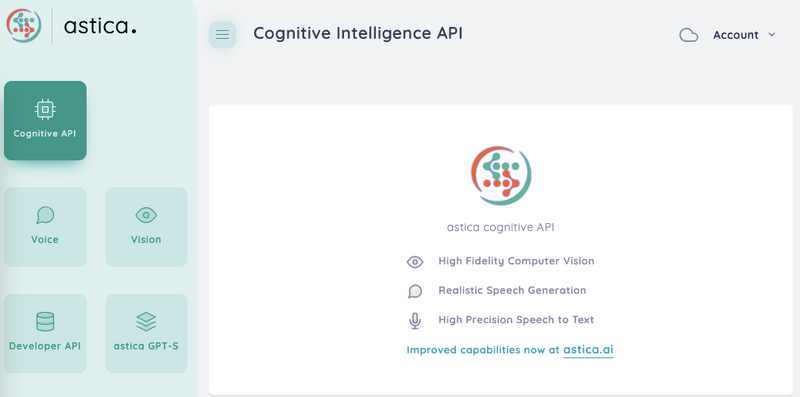 astica.
Cognitive Intelligence API
Account
Cognitive API
Voice
Vision
Developer API
astica GPT-S
astica cognitive API
High Fidelity Computer Vision
Realistic Speech Generation
High Precision Speech to Text
Improved capabilities now at astica.ai